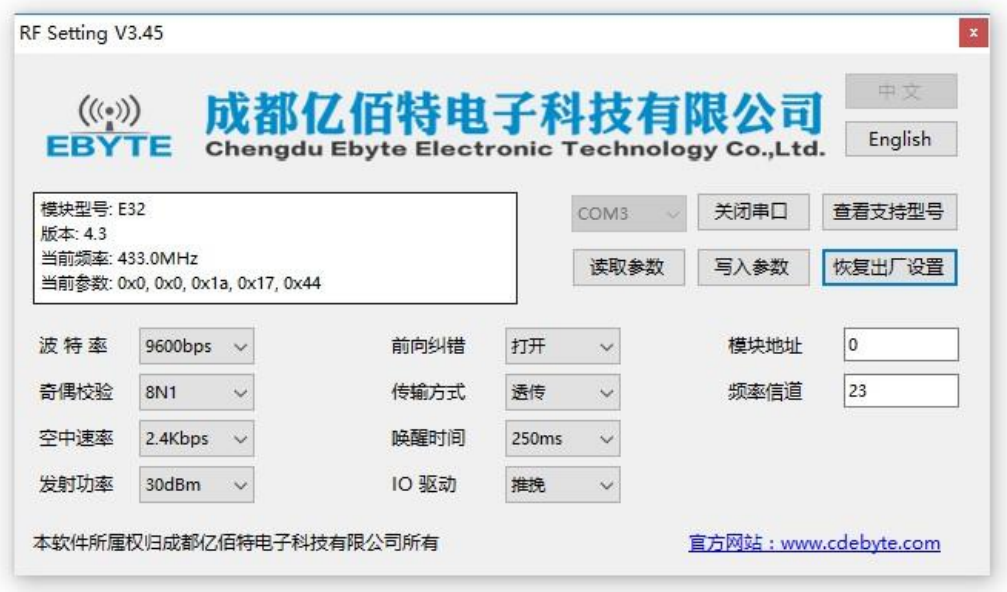 RF Setting V3.45
x
EBYTE
成都亿佰特电子科技有限公司
Chengdu Ebyte Electronic Technology Co.,Ltd.
中 文
English
模块型号: E32
版本: 4.3
当前频率: 433.0MHz
当前参数: 0x0, 0x0, 0x1a, 0x17, 0x44
COM3 关闭串口 查看支持型号
读取参数 写入参数 恢复出厂设置
波 特 率 9600bps 前向纠错 打开 模块地址 0
奇偶校验 8N1 传输方式 透传 频率信道 23
空中速率 2.4Kbps 唤醒时间 250ms
发射功率 30dBm IO 驱动 推挽
本软件所属权归成都亿佰特电子科技有限公司所有 官方网站：www.cdebyte.com